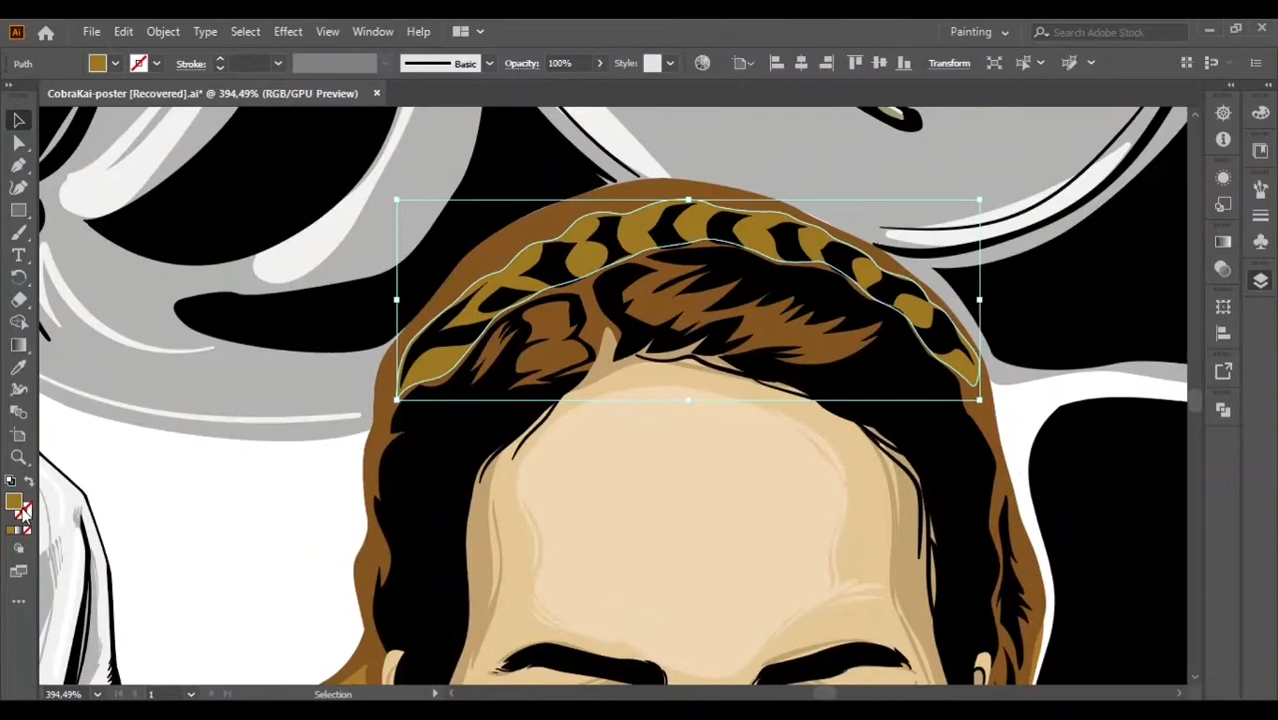 Ai File Edit Object Type Select Effect View Window Help Painting Search Adobe Stock
Path Stroke: Basic Opacity: 100% Style: Transform
CobraKai-poster [Recovered].ai* @ 394,49% (RGB/GPU Preview)
394,49% 1 Selection